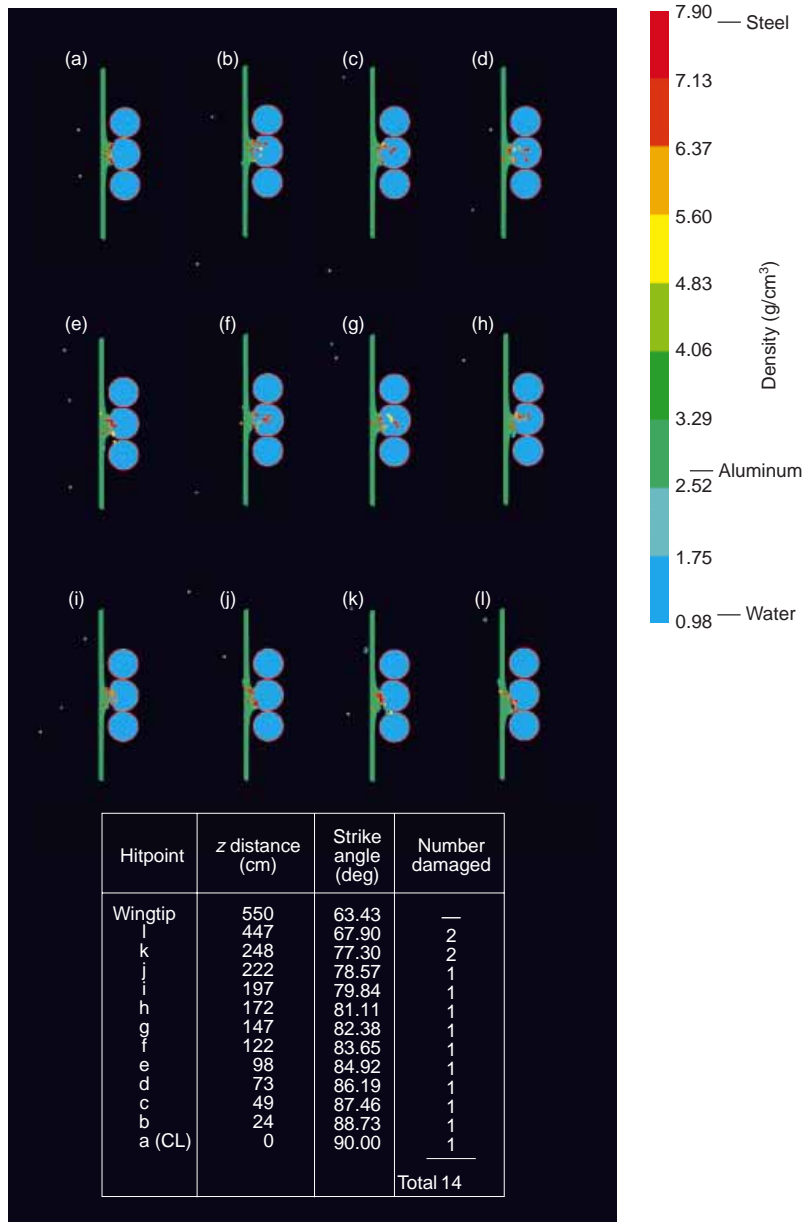 (a)
(b)
(c)
(d)
(e)
(f)
(g)
(h)
(i)
(j)
(k)
(l)
7.90
Steel
7.13
6.37
5.60
4.83
4.06
3.29
Aluminum
2.52
1.75
0.98
Water
Density (g/cm³)
Hitpoint z distance (cm) Strike angle (deg) Number damaged
Wingtip 550 63.43 —
l 447 67.90 2
k 248 77.30 2
j 222 78.57 1
i 197 79.84 1
h 172 81.11 1
g 147 82.38 1
f 122 83.65 1
e 98 84.92 1
d 73 86.19 1
c 49 87.46 1
b 24 88.73 1
a (CL) 0 90.00 1
Total 14